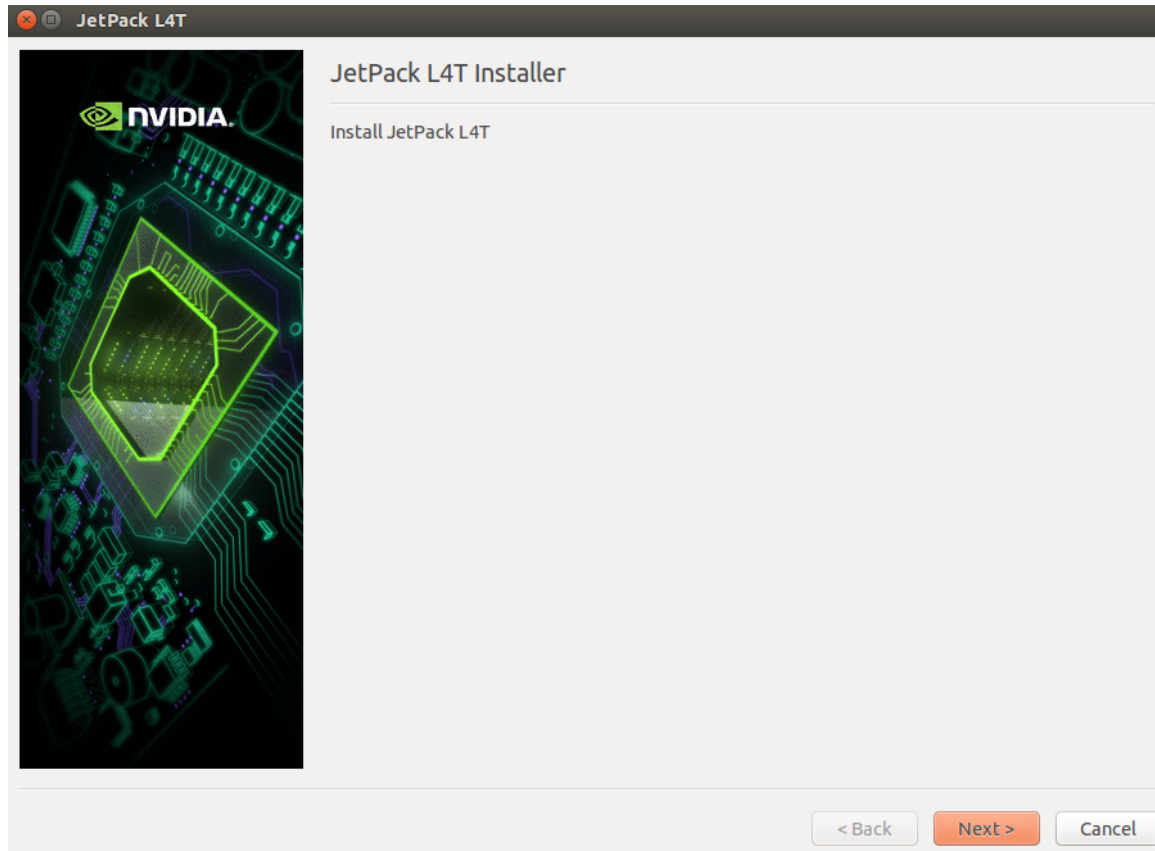 JetPack L4T
NVIDIA.
JetPack L4T Installer
Install JetPack L4T
< Back Next > Cancel